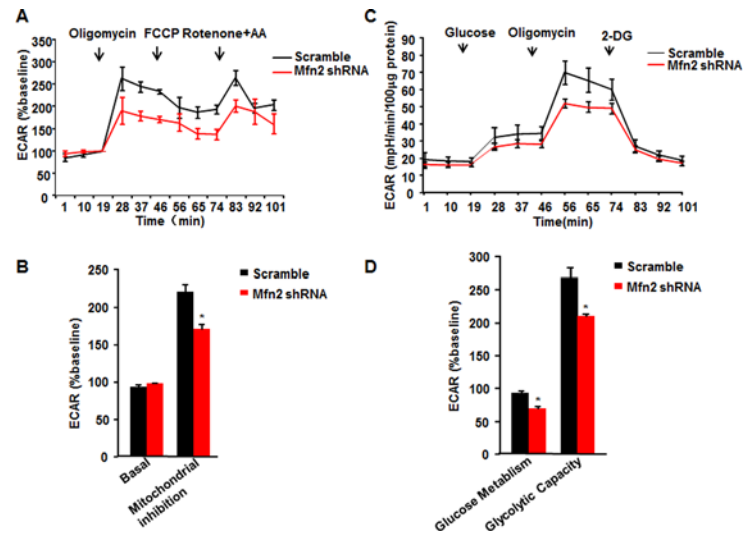 A
Oligomycin FCCP Rotenone+AA
Scramble
Mfn2 shRNA
ECAR (%baseline)
350
300
250
200
150
100
50
0
1 10 19 28 37 46 56 65 74 83 92 101
Time (min)
C
Glucose Oligomycin 2-DG
Scramble
Mfn2 shRNA
ECAR (mpH/min/100µg protein)
90
80
70
60
50
40
30
20
10
0
1 10 19 28 37 46 56 65 74 83 92 101
Time(min)
B
Scramble
Mfn2 shRNA
ECAR (%baseline)
250
200
150
100
50
0
*
Basal
Mitochondrial
inhibition
D
Scramble
Mfn2 shRNA
ECAR (%baseline)
300
250
200
150
100
50
0
*
*
Glucose Metablism
Glycolytic Capacity